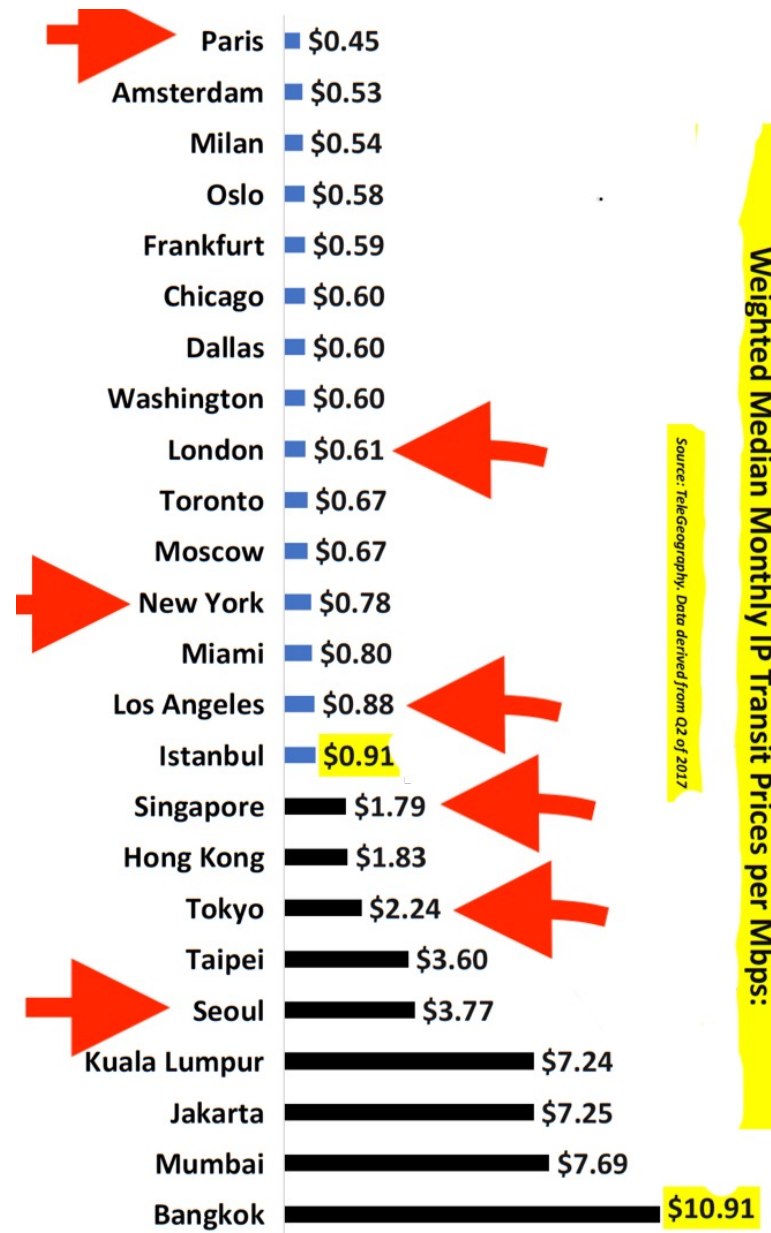 Paris $0.45
Amsterdam $0.53
Milan $0.54
Oslo $0.58
Frankfurt $0.59
Chicago $0.60
Dallas $0.60
Washington $0.60
London $0.61
Toronto $0.67
Moscow $0.67
New York $0.78
Miami $0.80
Los Angeles $0.88
Istanbul $0.91
Singapore $1.79
Hong Kong $1.83
Tokyo $2.24
Taipei $3.60
Seoul $3.77
Kuala Lumpur $7.24
Jakarta $7.25
Mumbai $7.69
Bangkok $10.91
Weighted Median Monthly IP Transit Prices per Mbps:
Source: TeleGeography. Data derived from Q2 of 2017